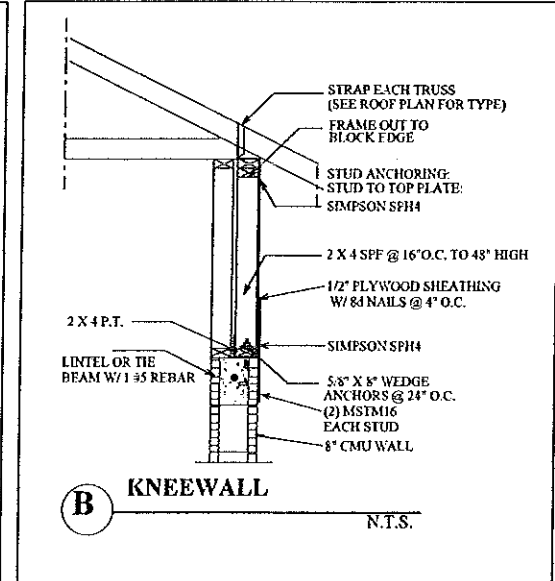 STRAP EACH TRUSS
(SEE ROOF PLAN FOR TYPE)
FRAME OUT TO
BLOCK EDGE
STUD ANCHORING:
STUD TO TOP PLATE:
SIMPSON SPH4
2 X 4 SPF @ 16"O.C. TO 48" HIGH
1/2" PLYWOOD SHEATHING
W/ 8d NAILS @ 4" O.C.
2 X 4 P.T.
SIMPSON SPH4
LINTEL OR TIE
BEAM W/ 1 #5 REBAR
5/8" X 8" WEDGE
ANCHORS @ 24" O.C.
(2) MSTM16
EACH STUD
8" CMU WALL
B KNEEWALL
N.T.S.